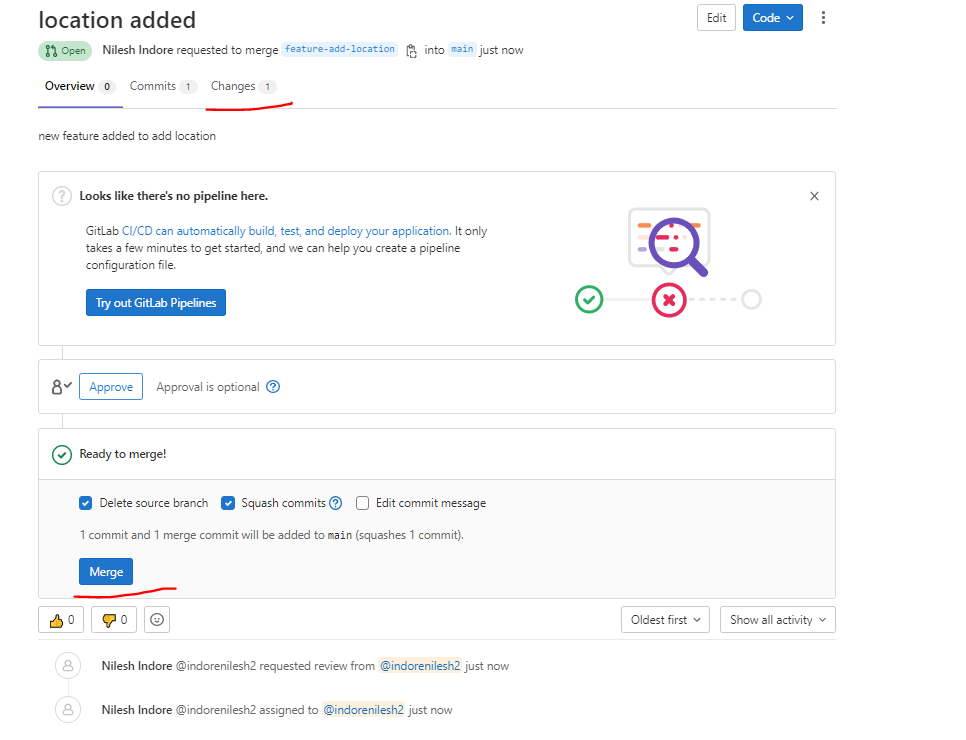 location added
Edit
Code
Open Nilesh Indore requested to merge feature-add-location into main just now
Overview 0 Commits 1 Changes 1
new feature added to add location
? Looks like there's no pipeline here.
GitLab CI/CD can automatically build, test, and deploy your application. It only
takes a few minutes to get started, and we can help you create a pipeline
configuration file.
Try out GitLab Pipelines
Approve Approval is optional ?
Ready to merge!
Delete source branch Squash commits ? Edit commit message
1 commit and 1 merge commit will be added to main (squashes 1 commit).
Merge
0 0 Oldest first Show all activity
Nilesh Indore @indorenilesh2 requested review from @indorenilesh2 just now
Nilesh Indore @indorenilesh2 assigned to @indorenilesh2 just now